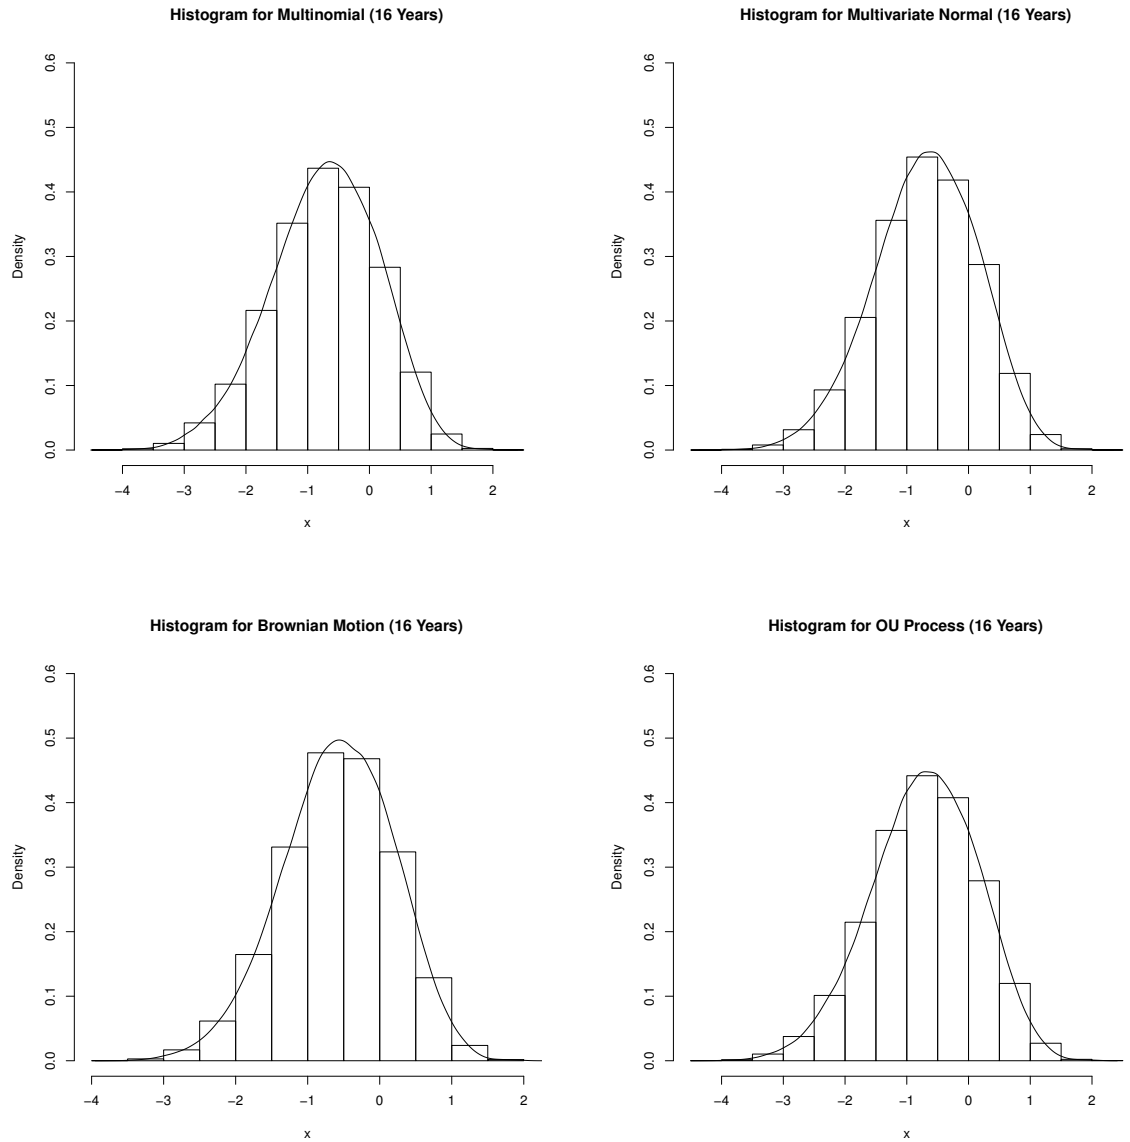 Histogram for Multinomial (16 Years)
Density
0.0 0.1 0.2 0.3 0.4 0.5 0.6
−4 −3 −2 −1 0 1 2
x
Histogram for Multivariate Normal (16 Years)
Density
0.0 0.1 0.2 0.3 0.4 0.5 0.6
−4 −3 −2 −1 0 1 2
x
Histogram for Brownian Motion (16 Years)
Density
0.0 0.1 0.2 0.3 0.4 0.5 0.6
−4 −3 −2 −1 0 1 2
x
Histogram for OU Process (16 Years)
Density
0.0 0.1 0.2 0.3 0.4 0.5 0.6
−4 −3 −2 −1 0 1 2
x